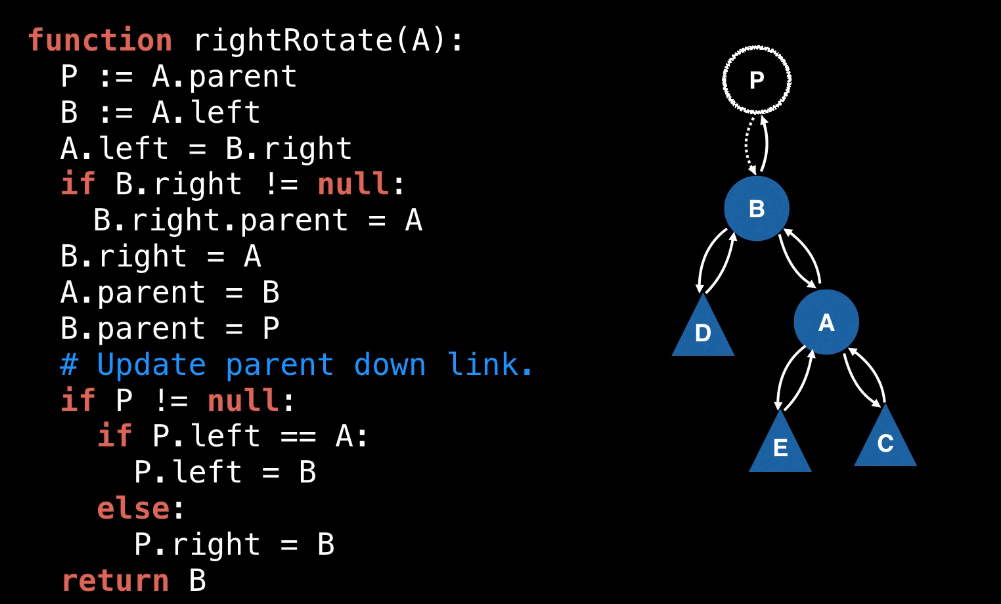 function rightRotate(A):
  P := A.parent
  B := A.left
  A.left = B.right
  if B.right != null:
    B.right.parent = A
  B.right = A
  A.parent = B
  B.parent = P
  # Update parent down link.
  if P != null:
    if P.left == A:
      P.left = B
    else:
      P.right = B
  return B
P
B
D
A
E
C